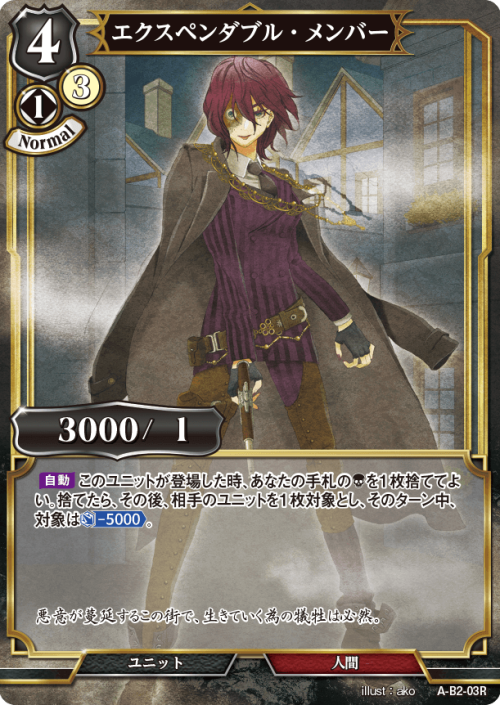 エクスペンダブル・メンバー
4
3
1
Normal
3000/ 1
自動 このユニットが登場した時、あなたの手札の💀を1枚捨ててよ
い。捨てたら、その後、相手のユニットを1枚対象とし、そのターン中、
対象は-5000。
悪意が蔓延するこの街で、生きていく為の犠牲は必然。
ユニット
人間
illust：ako
A-B2-03R